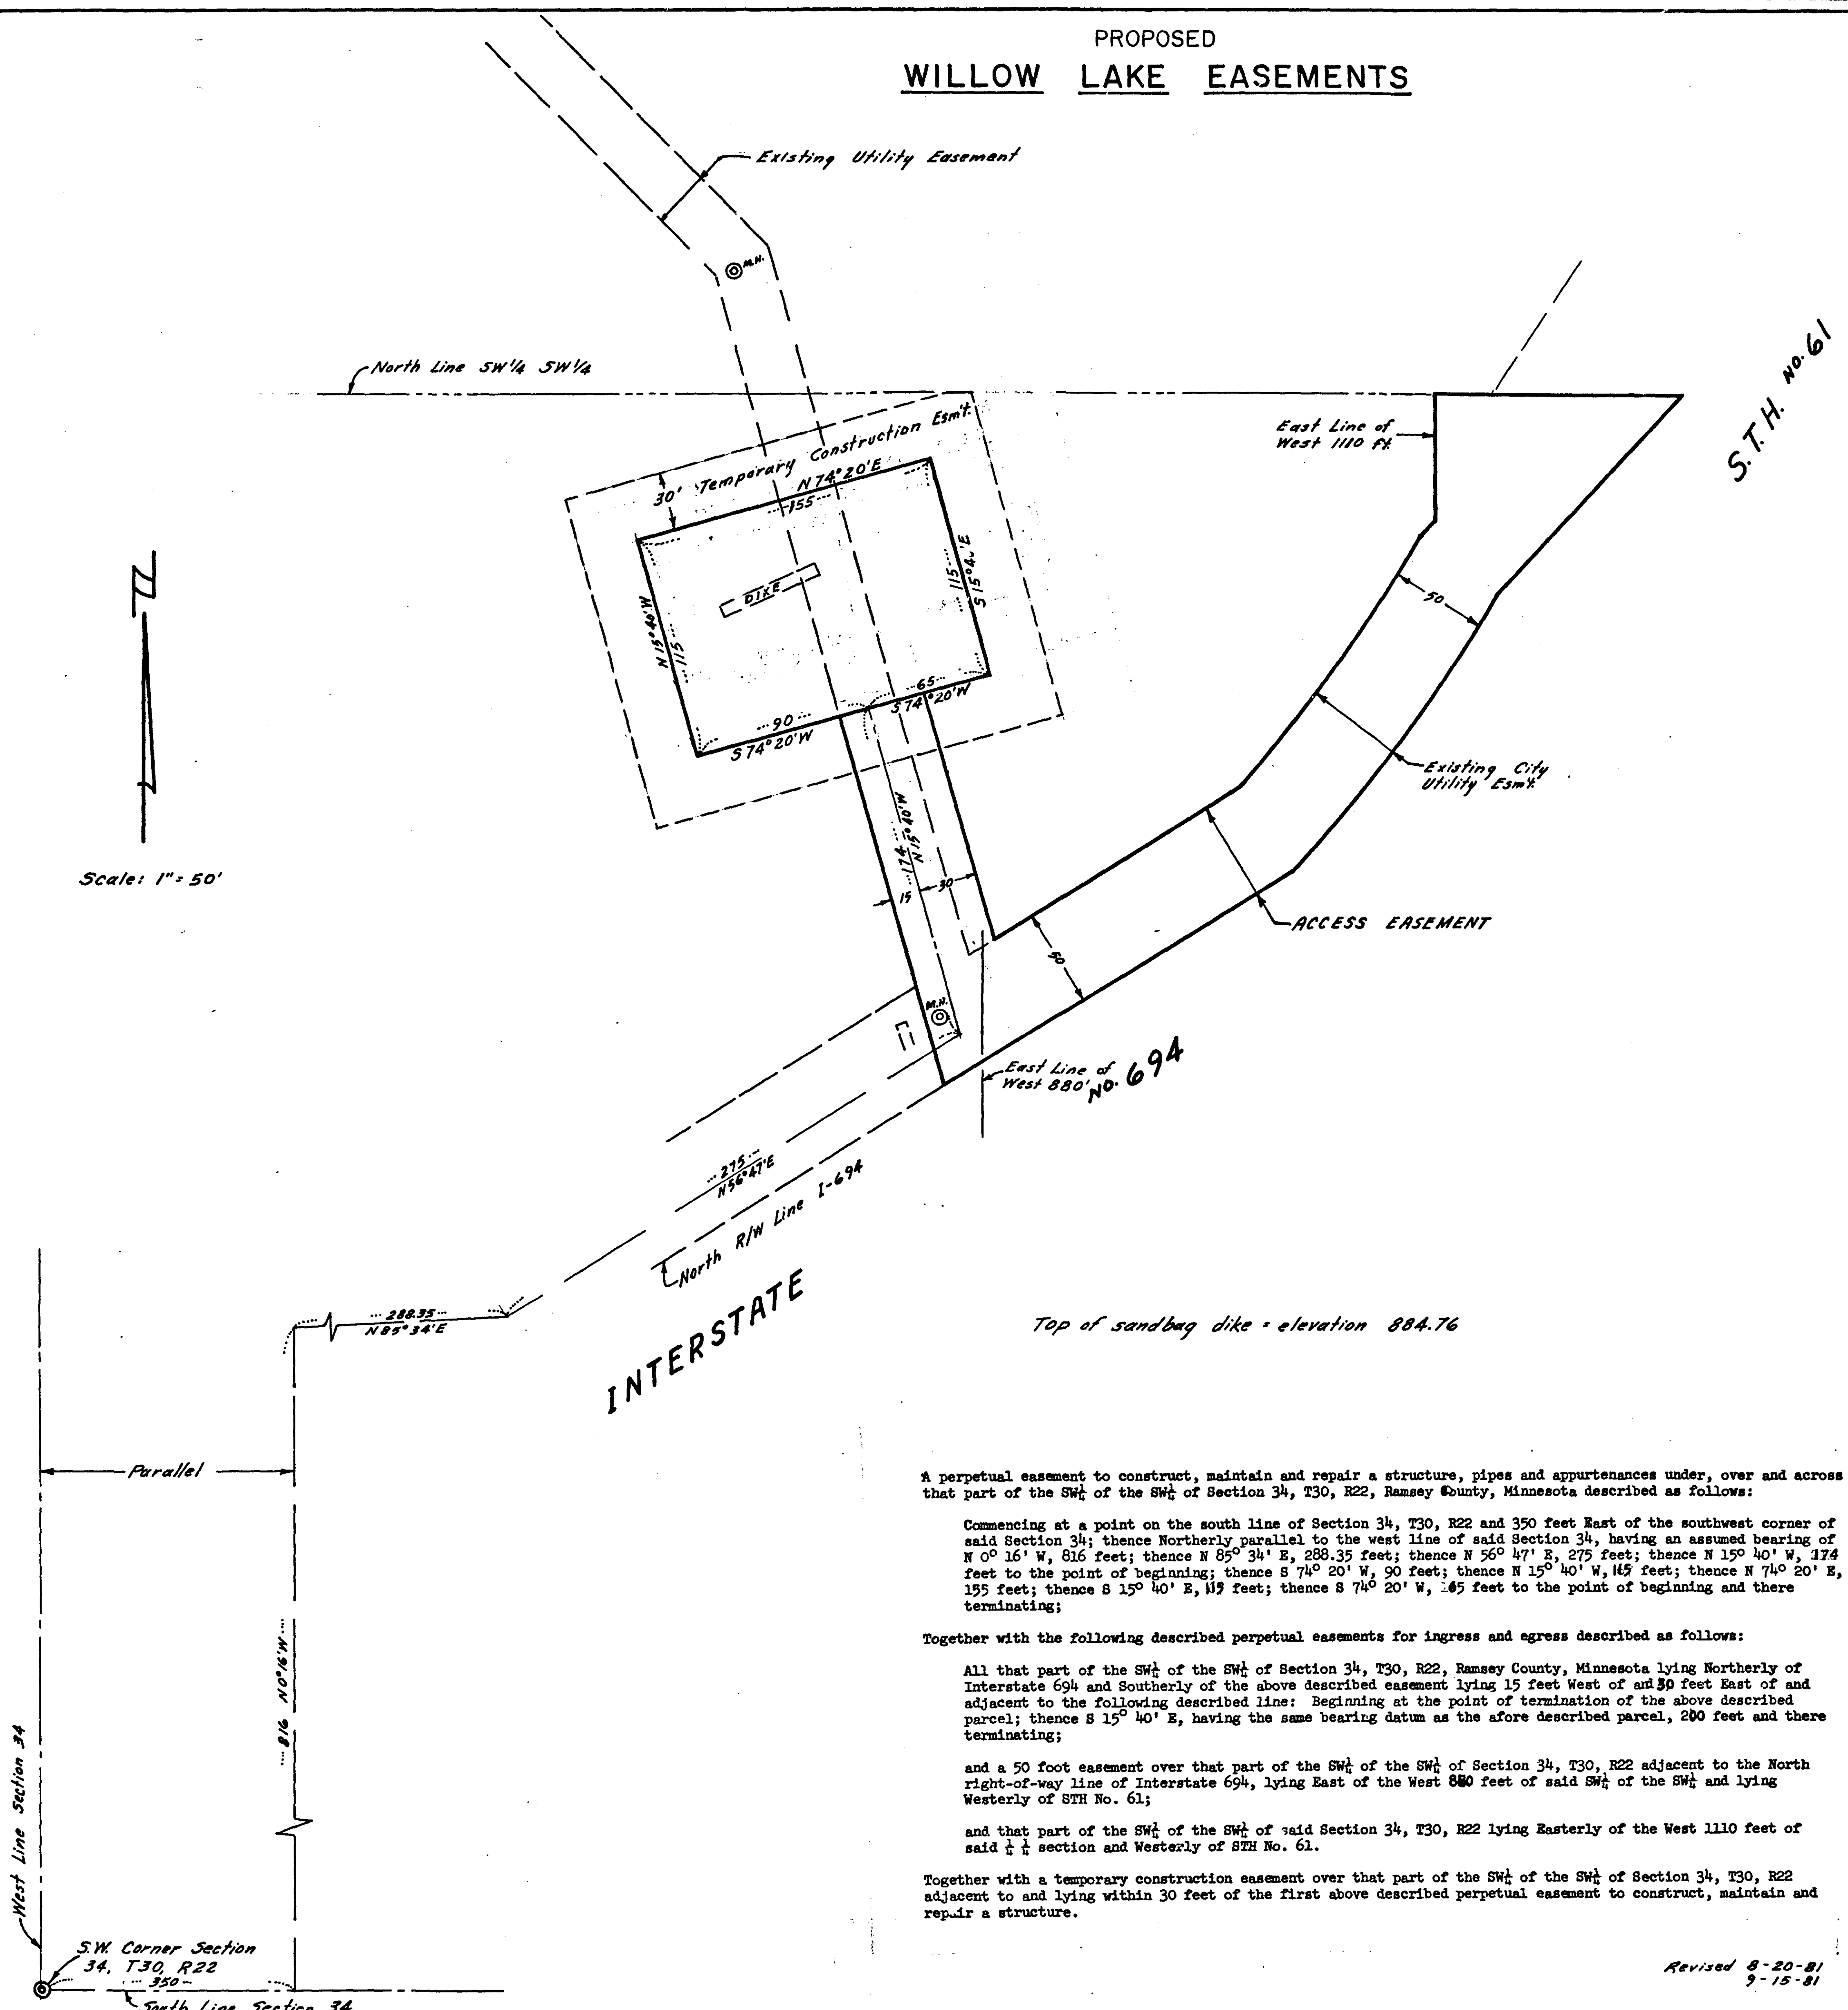 PROPOSED
WILLOW LAKE EASEMENTS
Existing Utility Easement
M.H.
North Line SW 1/4 SW 1/4
S.T.H. No. 61
East Line of
West 1110 ft.
30' Temporary Construction Esm't.
N 74° 20' E
155
DIKE
N 15° 40' W
115
115
S 15° 40' E
50
65
S 74° 20' W
90
S 74° 20' W
Existing City
Utility Esm't.
174
N 15° 40' W
15
30
Scale: 1" = 50'
ACCESS EASEMENT
50
M.H.
East Line of
West 880'
No. 694
275
N 56° 47' E
North R/W Line I-694
INTERSTATE
288.35
N 85° 34' E
Top of sandbag dike = elevation 884.76
Parallel
816 N 0° 16' W
West Line Section 34
S.W. Corner Section
34, T30, R22
350
South Line Section 34
A perpetual easement to construct, maintain and repair a structure, pipes and appurtenances under, over and across
that part of the SW¼ of the SW¼ of Section 34, T30, R22, Ramsey County, Minnesota described as follows:
Commencing at a point on the south line of Section 34, T30, R22 and 350 feet East of the southwest corner of
said Section 34; thence Northerly parallel to the west line of said Section 34, having an assumed bearing of
N 0° 16' W, 816 feet; thence N 85° 34' E, 288.35 feet; thence N 56° 47' E, 275 feet; thence N 15° 40' W, 174
feet to the point of beginning; thence S 74° 20' W, 90 feet; thence N 15° 40' W, 115 feet; thence N 74° 20' E,
155 feet; thence S 15° 40' E, 115 feet; thence S 74° 20' W, 65 feet to the point of beginning and there
terminating;
Together with the following described perpetual easements for ingress and egress described as follows:
All that part of the SW¼ of the SW¼ of Section 34, T30, R22, Ramsey County, Minnesota lying Northerly of
Interstate 694 and Southerly of the above described easement lying 15 feet West of and 30 feet East of and
adjacent to the following described line: Beginning at the point of termination of the above described
parcel; thence S 15° 40' E, having the same bearing datum as the afore described parcel, 200 feet and there
terminating;
and a 50 foot easement over that part of the SW¼ of the SW¼ of Section 34, T30, R22 adjacent to the North
right-of-way line of Interstate 694, lying East of the West 880 feet of said SW¼ of the SW¼ and lying
Westerly of STH No. 61;
and that part of the SW¼ of the SW¼ of said Section 34, T30, R22 lying Easterly of the West 1110 feet of
said ¼ ¼ section and Westerly of STH No. 61.
Together with a temporary construction easement over that part of the SW¼ of the SW¼ of Section 34, T30, R22
adjacent to and lying within 30 feet of the first above described perpetual easement to construct, maintain and
repair a structure.
Revised 8-20-81
9-15-81